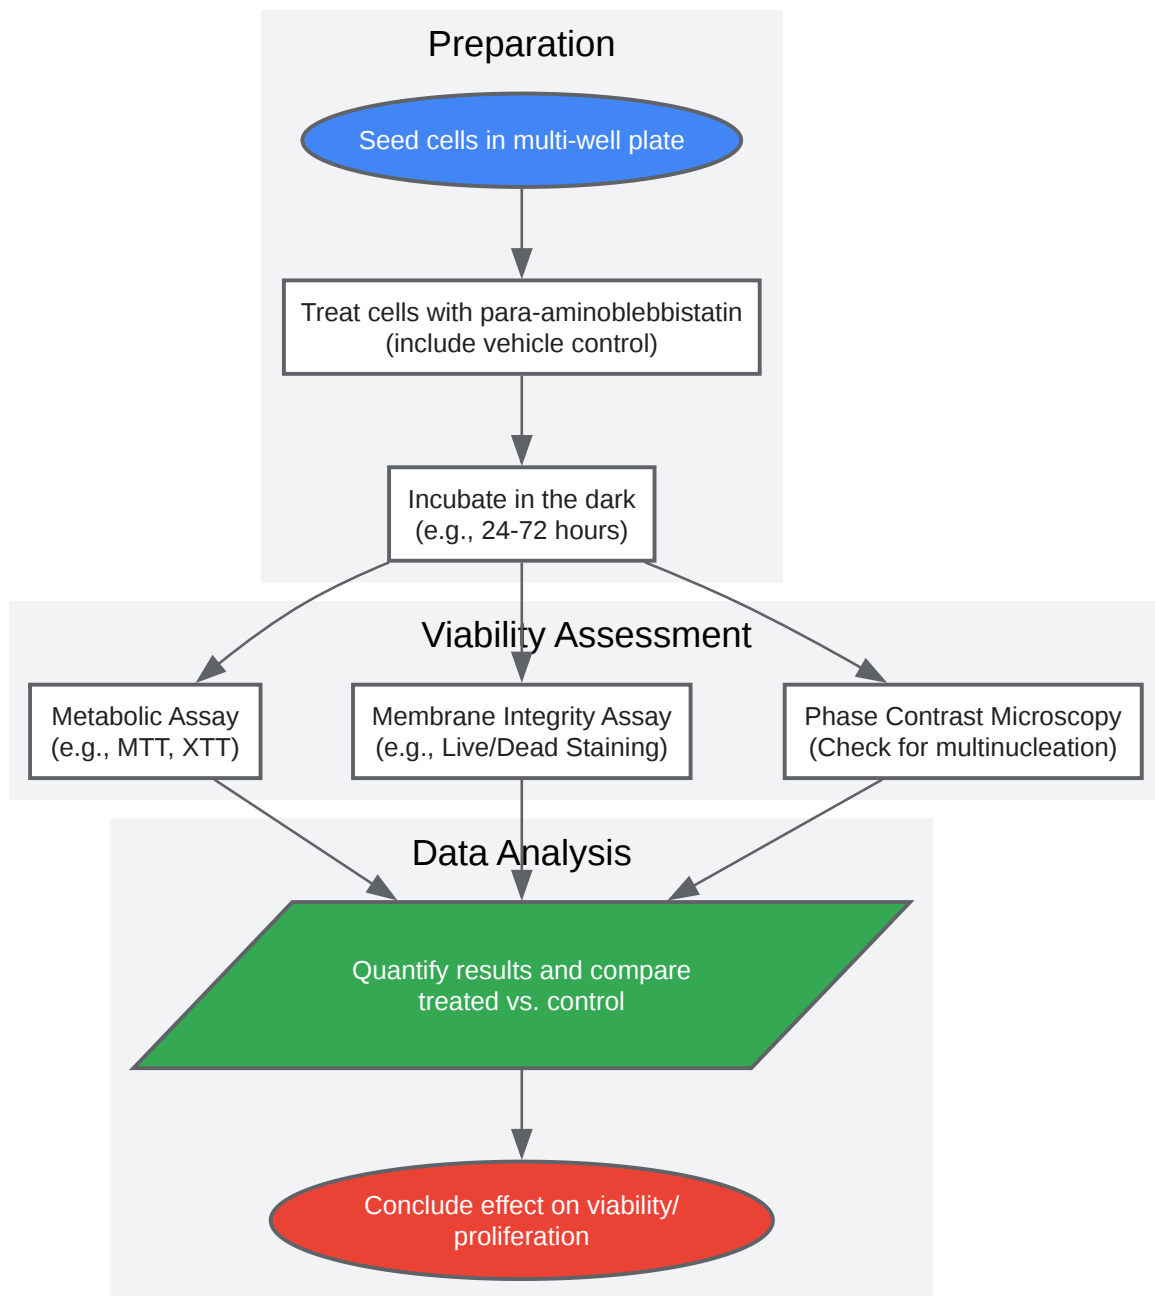 Preparation
Seed cells in multi-well plate
Treat cells with para-aminoblebbistatin
(include vehicle control)
Incubate in the dark
(e.g., 24-72 hours)
Viability Assessment
Metabolic Assay
(e.g., MTT, XTT)
Membrane Integrity Assay
(e.g., Live/Dead Staining)
Phase Contrast Microscopy
(Check for multinucleation)
Data Analysis
Quantify results and compare
treated vs. control
Conclude effect on viability/
proliferation